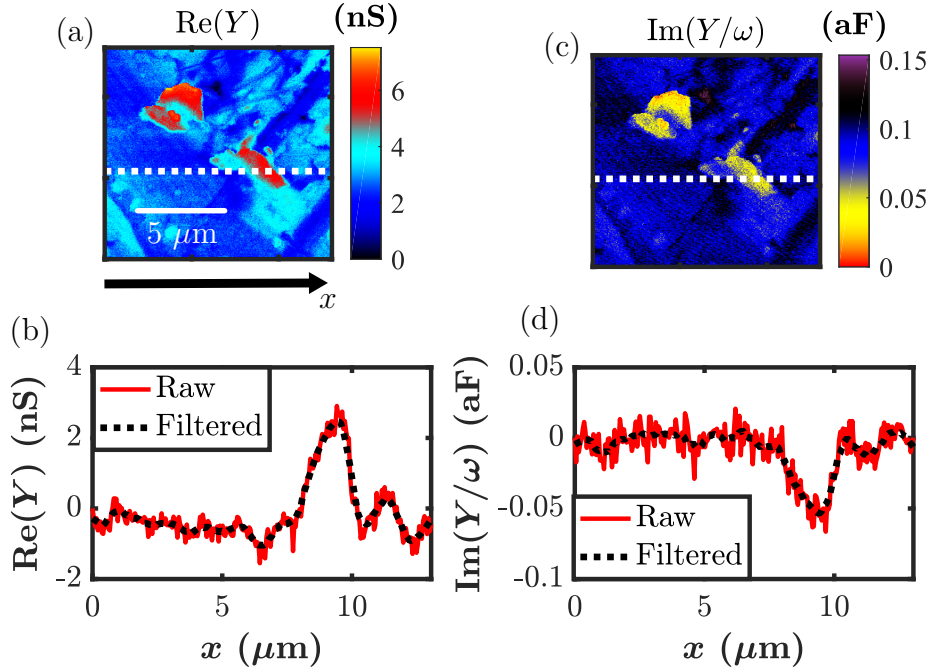 (a)
Re(Y)
(nS)
6
4
2
0
5 μm
x
(c)
Im(Y/ω)
(aF)
0.15
0.1
0.05
0
(b)
Re(Y) (nS)
4
2
0
-2
Raw
Filtered
0
5
10
x (μm)
(d)
Im(Y/ω) (aF)
0.05
0
-0.05
-0.1
Raw
Filtered
0
5
10
x (μm)